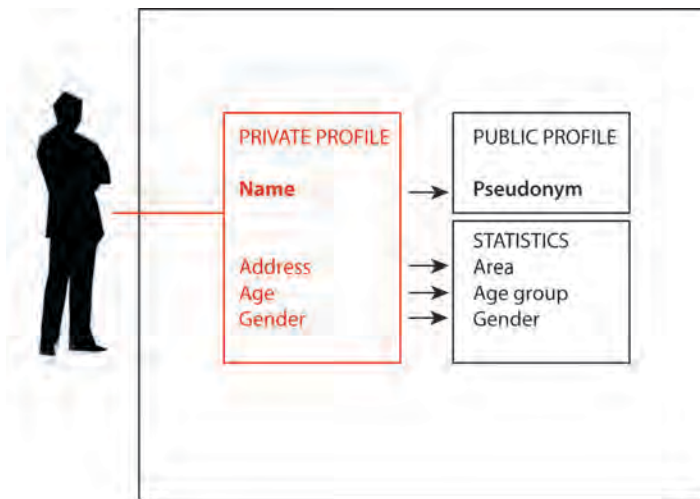 PRIVATE PROFILE
Name
Address
Age
Gender
PUBLIC PROFILE
Pseudonym
STATISTICS
Area
Age group
Gender